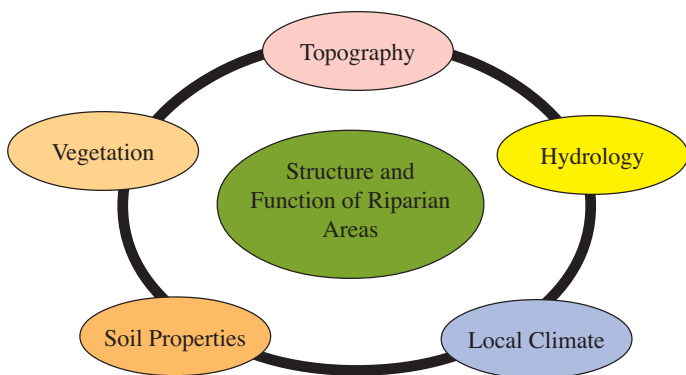 Topography
Vegetation
Hydrology
Structure and
Function of Riparian
Areas
Soil Properties
Local Climate